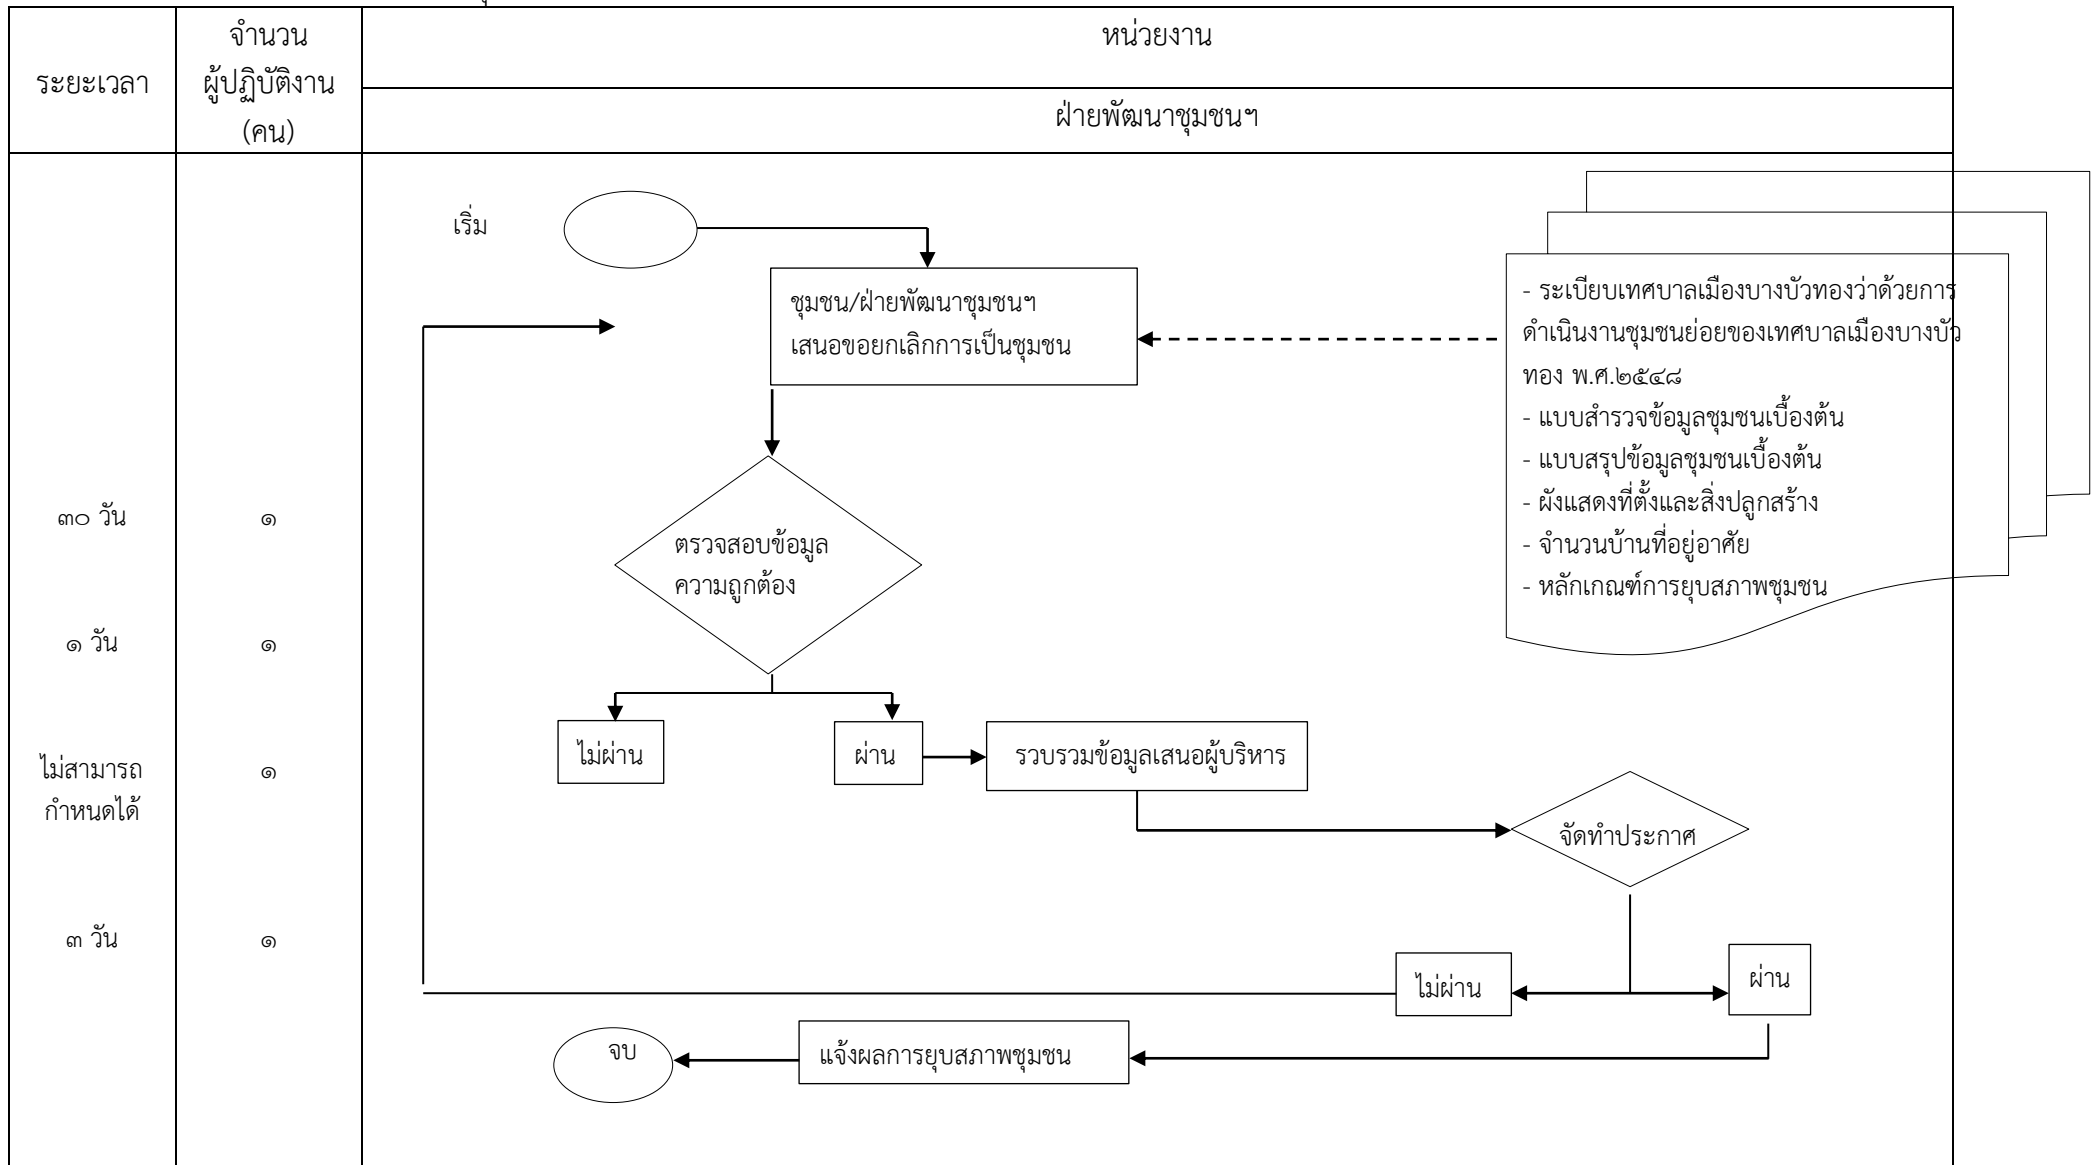 ระยะเวลา
จำนวน
ผู้ปฏิบัติงาน
(คน)
หน่วยงาน
ฝ่ายพัฒนาชุมชนฯ
เริ่ม
ชุมชน/ฝ่ายพัฒนาชุมชนฯ
เสนอขอยกเลิกการเป็นชุมชน
- ระเบียบเทศบาลเมืองบางบัวทองว่าด้วยการ
ดำเนินงานชุมชนย่อยของเทศบาลเมืองบางบัว
ทอง พ.ศ.๒๕๔๘
- แบบสำรวจข้อมูลชุมชนเบื้องต้น
- แบบสรุปข้อมูลชุมชนเบื้องต้น
- ผังแสดงที่ตั้งและสิ่งปลูกสร้าง
- จำนวนบ้านที่อยู่อาศัย
- หลักเกณฑ์การยุบสภาพชุมชน
๓๐ วัน
๑
ตรวจสอบข้อมูล
ความถูกต้อง
๑ วัน
๑
ไม่ผ่าน
ผ่าน
รวบรวมข้อมูลเสนอผู้บริหาร
ไม่สามารถ
กำหนดได้
๑
จัดทำประกาศ
๓ วัน
๑
ไม่ผ่าน
ผ่าน
จบ
แจ้งผลการยุบสภาพชุมชน